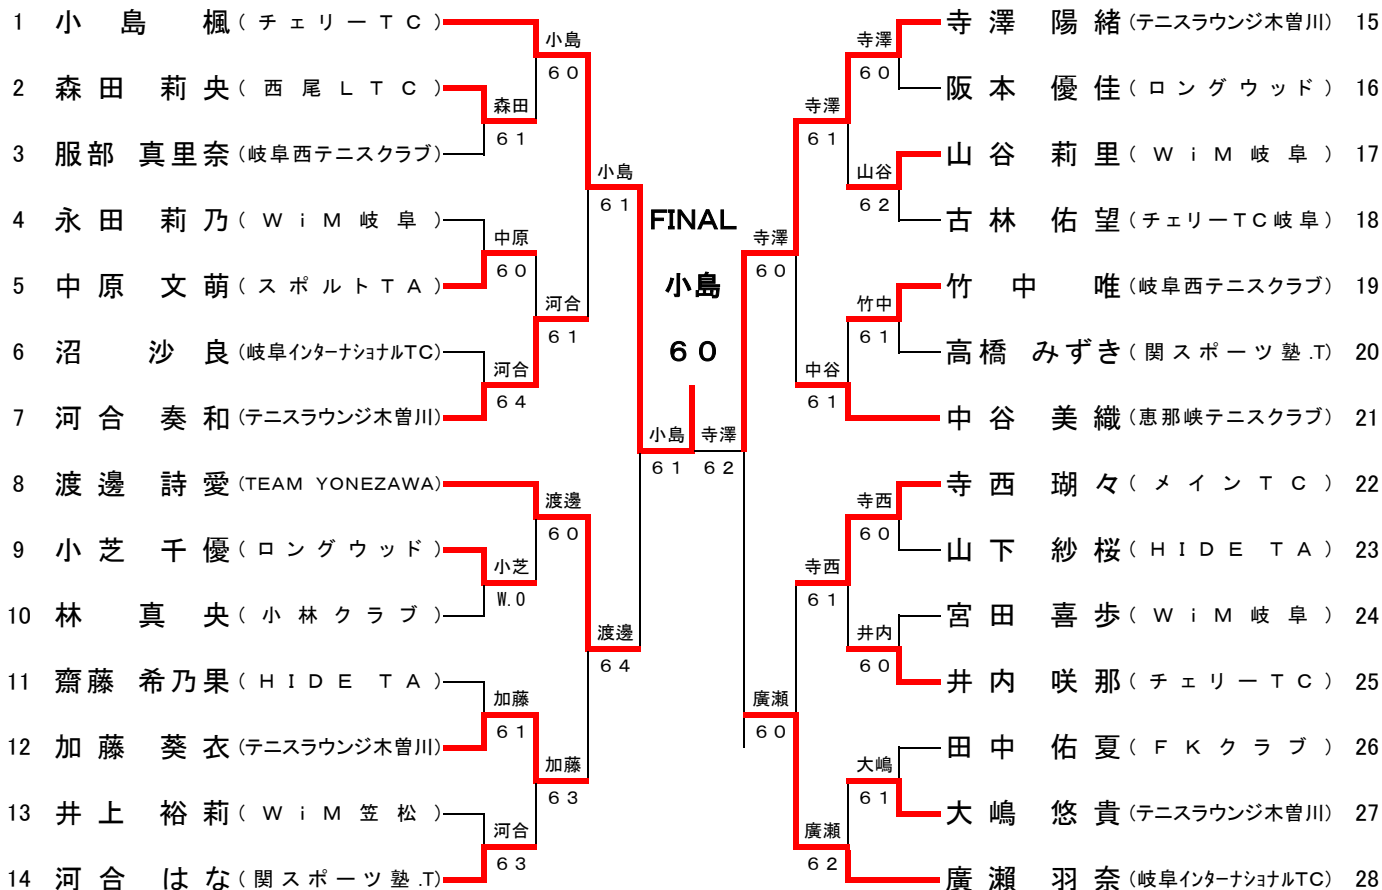 1 小島 楓 (チェリーTC)
2 森田 莉央 (西尾LTC)
3 服部 真里奈 (岐阜西テニスクラブ)
4 永田 莉乃 (WiM岐阜)
5 中原 文萌 (スポルトTA)
6 沼 沙良 (岐阜インターナショナルTC)
7 河合 奏和 (テニスラウンジ木曽川)
8 渡邊 詩愛 (TEAM YONEZAWA)
9 小芝 千優 (ロングウッド)
10 林 真央 (小林クラブ)
11 齋藤 希乃果 (HIDE TA)
12 加藤 葵衣 (テニスラウンジ木曽川)
13 井上 裕莉 (WiM笠松)
14 河合 はな (関スポーツ塾.T)
森田
61
中原
60
河合
64
小芝
W.0
加藤
61
河合
63
小島
60
河合
61
渡邊
60
加藤
63
小島
61
渡邊
64
小島
61
FINAL
小島
60
寺澤
62
寺澤
60
廣瀬
60
寺澤
61
中谷
61
寺西
61
廣瀬
62
寺澤
60
山谷
62
竹中
61
寺西
60
井内
60
大嶋
61
寺澤 陽緒 (テニスラウンジ木曽川) 15
阪本 優佳 (ロングウッド) 16
山谷 莉里 (WiM岐阜) 17
古林 佑望 (チェリーTC岐阜) 18
竹中 唯 (岐阜西テニスクラブ) 19
高橋 みずき (関スポーツ塾.T) 20
中谷 美織 (恵那峡テニスクラブ) 21
寺西 瑚々 (メインTC) 22
山下 紗桜 (HIDE TA) 23
宮田 喜歩 (WiM岐阜) 24
井内 咲那 (チェリーTC) 25
田中 佑夏 (FKクラブ) 26
大嶋 悠貴 (テニスラウンジ木曽川) 27
廣瀬 羽奈 (岐阜インターナショナルTC) 28